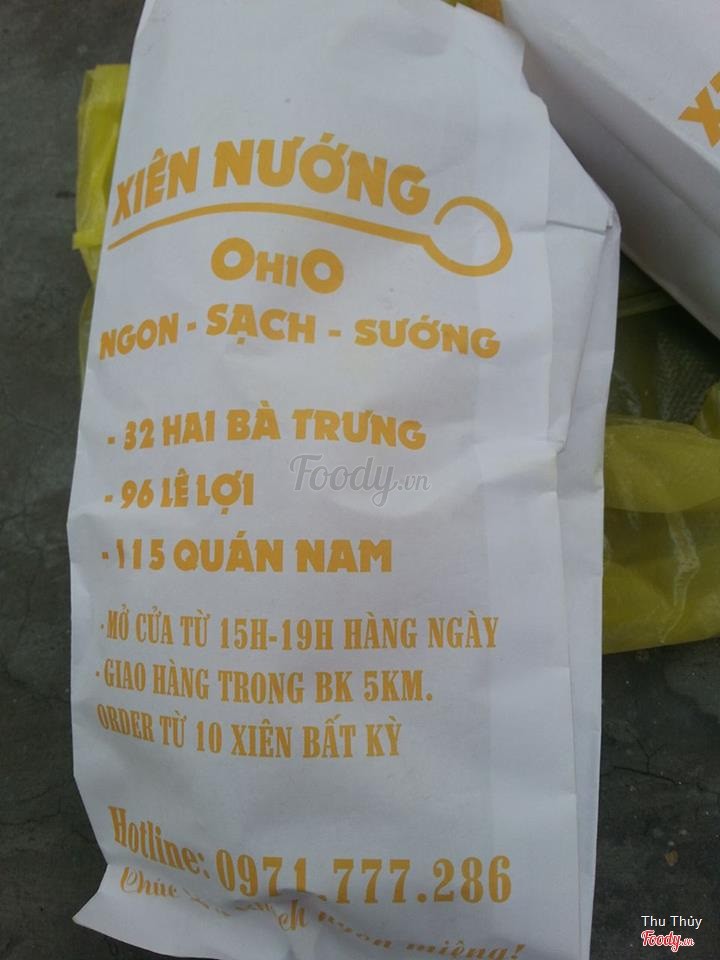 XIÊN NƯỚNG
OHIO
NGON - SẠCH - SƯỚNG
- 32 HAI BÀ TRƯNG
Foody.vn
- 96 LÊ LỢI
- 115 QUÁN NAM
- MỞ CỬA TỪ 15H-19H HÀNG NGÀY
- GIAO HÀNG TRONG BK 5KM.
ORDER TỪ 10 XIÊN BẤT KỲ
Hotline: 0971.777.286
Chúc ngon miệng!
Thu Thủy
Foody.vn